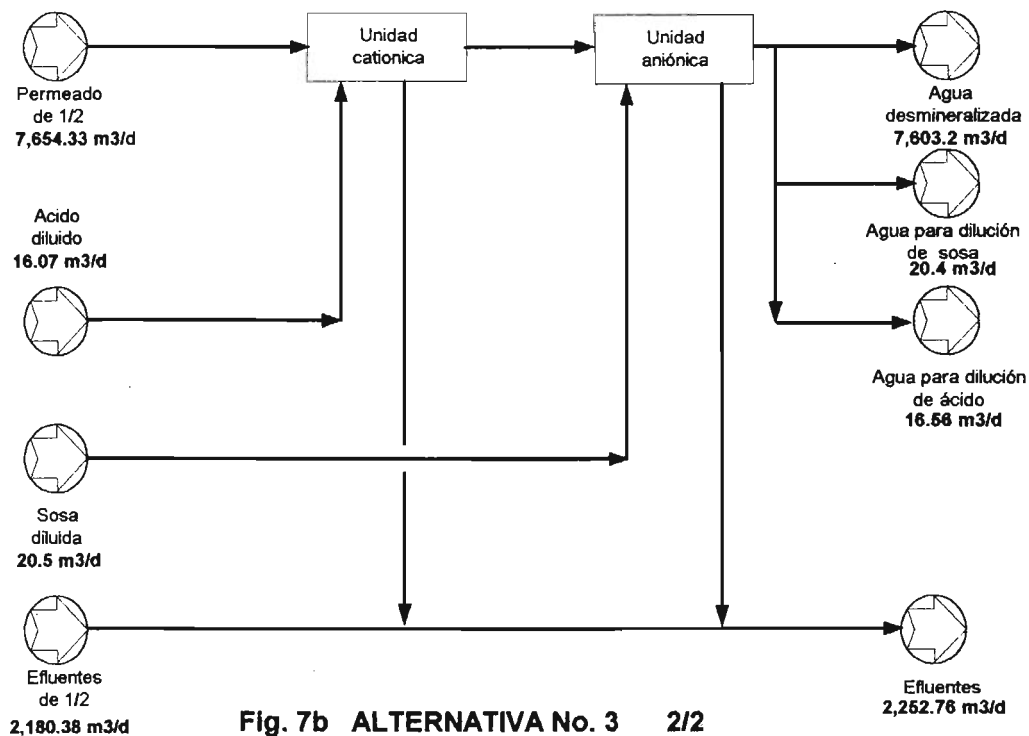 Unidad
cationica
Unidad
aniónica
Permeado
de 1/2
7,654.33 m3/d
Agua
desmineralizada
7,603.2 m3/d
Acido
diluido
16.07 m3/d
Agua para dilución
de sosa
20.4 m3/d
Agua para dilución
de ácido
16.56 m3/d
Sosa
diluida
20.5 m3/d
Efluentes
de 1/2
2,180.38 m3/d
Efluentes
2,252.76 m3/d
Fig. 7b ALTERNATIVA No. 3 2/2